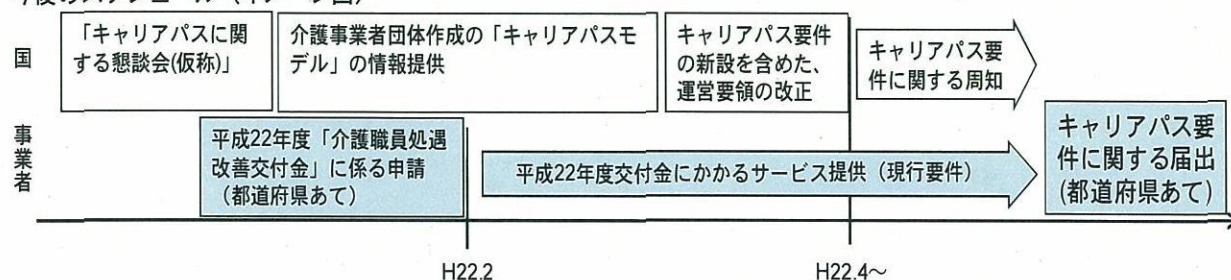 今後のスケジュール（イメージ図）
国
「キャリアパスに関
する懇談会(仮称)」
介護事業者団体作成の「キャリアパスモ
デル」の情報提供
キャリアパス要件
の新設を含めた、
運営要領の改正
キャリアパス要
件に関する周知
事業者
平成22年度「介護職員処遇
改善交付金」に係る申請
（都道府県あて）
平成22年度交付金にかかるサービス提供（現行要件）
キャリアパス要
件に関する届出
(都道府県あて)
H22.2
H22.4～